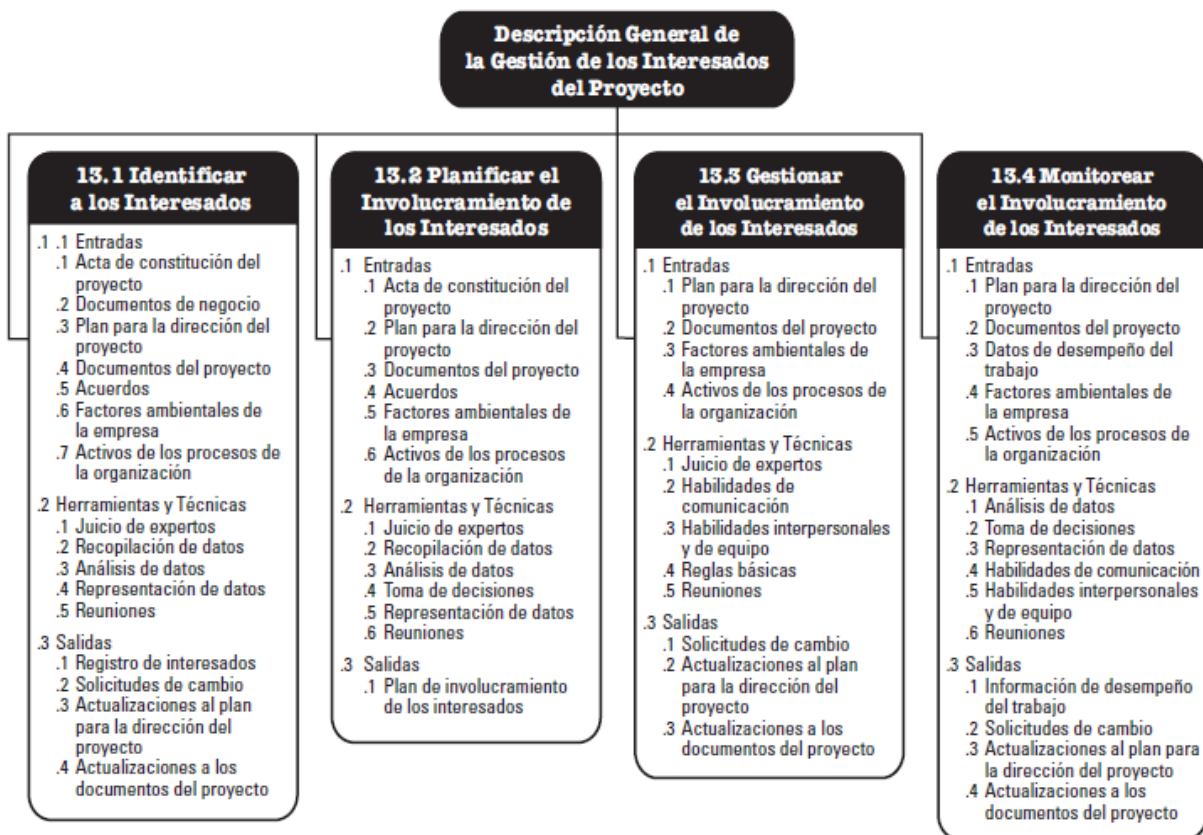 Descripción General de
la Gestión de los Interesados
del Proyecto
13.1 Identificar
a los Interesados
.1 .1 Entradas
.1 Acta de constitución del
proyecto
.2 Documentos de negocio
.3 Plan para la dirección del
proyecto
.4 Documentos del proyecto
.5 Acuerdos
.6 Factores ambientales de
la empresa
.7 Activos de los procesos de
la organización
.2 Herramientas y Técnicas
.1 Juicio de expertos
.2 Recopilación de datos
.3 Análisis de datos
.4 Representación de datos
.5 Reuniones
.3 Salidas
.1 Registro de interesados
.2 Solicitudes de cambio
.3 Actualizaciones al plan
para la dirección del
proyecto
.4 Actualizaciones a los
documentos del proyecto
13.2 Planificar el
Involucramiento de
los Interesados
.1 Entradas
.1 Acta de constitución del
proyecto
.2 Plan para la dirección del
proyecto
.3 Documentos del proyecto
.4 Acuerdos
.5 Factores ambientales de
la empresa
.6 Activos de los procesos
de la organización
.2 Herramientas y Técnicas
.1 Juicio de expertos
.2 Recopilación de datos
.3 Análisis de datos
.4 Toma de decisiones
.5 Representación de datos
.6 Reuniones
.3 Salidas
.1 Plan de involucramiento
de los interesados
13.3 Gestionar
el Involucramiento
de los Interesados
.1 Entradas
.1 Plan para la dirección del
proyecto
.2 Documentos del proyecto
.3 Factores ambientales de
la empresa
.4 Activos de los procesos de
la organización
.2 Herramientas y Técnicas
.1 Juicio de expertos
.2 Habilidades de
comunicación
.3 Habilidades interpersonales
y de equipo
.4 Reglas básicas
.5 Reuniones
.3 Salidas
.1 Solicitudes de cambio
.2 Actualizaciones al plan
para la dirección del
proyecto
.3 Actualizaciones a los
documentos del proyecto
13.4 Monitorear
el Involucramiento
de los Interesados
.1 Entradas
.1 Plan para la dirección del
proyecto
.2 Documentos del proyecto
.3 Datos de desempeño del
trabajo
.4 Factores ambientales de
la empresa
.5 Activos de los procesos de
la organización
.2 Herramientas y Técnicas
.1 Análisis de datos
.2 Toma de decisiones
.3 Representación de datos
.4 Habilidades de comunicación
.5 Habilidades interpersonales
y de equipo
.6 Reuniones
.3 Salidas
.1 Información de desempeño
del trabajo
.2 Solicitudes de cambio
.3 Actualizaciones al plan para
la dirección del proyecto
.4 Actualizaciones a los
documentos del proyecto